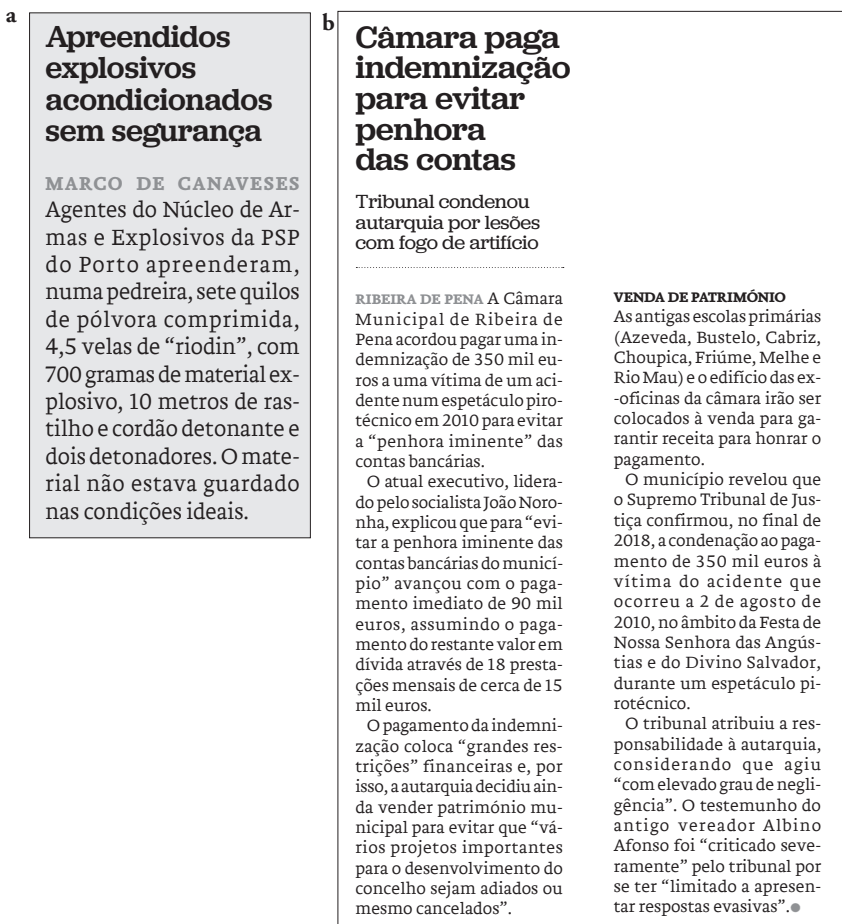 a
Apreendidos
explosivos
acondicionados
sem segurança
MARCO DE CANAVESES
Agentes do Núcleo de Ar-
mas e Explosivos da PSP
do Porto apreenderam,
numa pedreira, sete quilos
de pólvora comprimida,
4,5 velas de “riodin”, com
700 gramas de material ex-
plosivo, 10 metros de ras-
tilho e cordão detonante e
dois detonadores. O mate-
rial não estava guardado
nas condições ideais.
b
Câmara paga
indemnização
para evitar
penhora
das contas
Tribunal condenou
autarquia por lesões
com fogo de artifício
RIBEIRA DE PENA A Câmara
Municipal de Ribeira de
Pena acordou pagar uma in-
demnização de 350 mil eu-
ros a uma vítima de um aci-
dente num espetáculo piro-
técnico em 2010 para evitar
a “penhora iminente” das
contas bancárias.
O atual executivo, lidera-
do pelo socialista João Noro-
nha, explicou que para “evi-
tar a penhora iminente das
contas bancárias do municí-
pio” avançou com o paga-
mento imediato de 90 mil
euros, assumindo o paga-
mento do restante valor em
dívida através de 18 presta-
ções mensais de cerca de 15
mil euros.
O pagamento da indemni-
zação coloca “grandes res-
trições” financeiras e, por
isso, a autarquia decidiu ain-
da vender património mu-
nicipal para evitar que “vá-
rios projetos importantes
para o desenvolvimento do
concelho sejam adiados ou
mesmo cancelados”.
VENDA DE PATRIMÓNIO
As antigas escolas primárias
(Azeveda, Bustelo, Cabriz,
Choupica, Friúme, Melhe e
Rio Mau) e o edifício das ex-
-oficinas da câmara irão ser
colocados à venda para ga-
rantir receita para honrar o
pagamento.
O município revelou que
o Supremo Tribunal de Jus-
tiça confirmou, no final de
2018, a condenação ao paga-
mento de 350 mil euros à
vítima do acidente que
ocorreu a 2 de agosto de
2010, no âmbito da Festa de
Nossa Senhora das Angús-
tias e do Divino Salvador,
durante um espetáculo pi-
rotécnico.
O tribunal atribuiu a res-
ponsabilidade à autarquia,
considerando que agiu
“com elevado grau de negli-
gência”. O testemunho do
antigo vereador Albino
Afonso foi “criticado seve-
ramente” pelo tribunal por
se ter “limitado a apresen-
tar respostas evasivas”.●